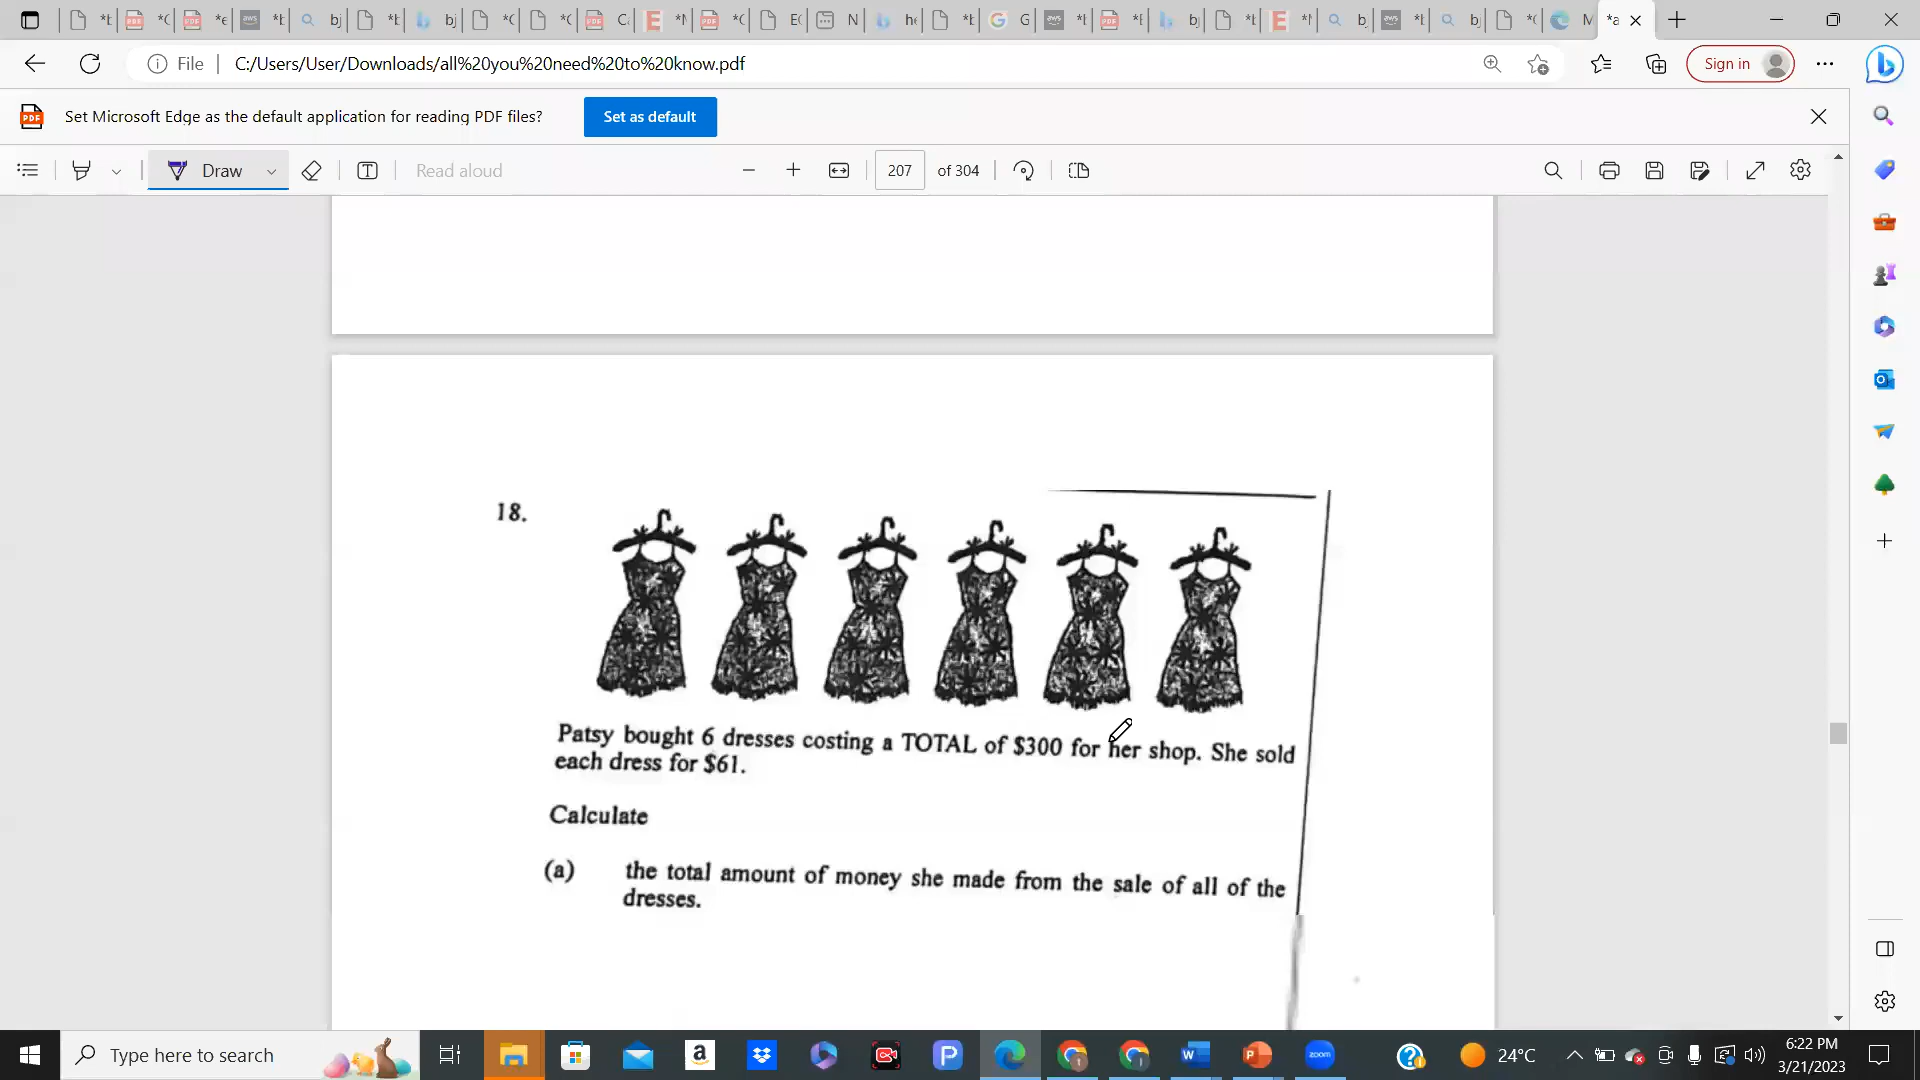 File
C:/Users/User/Downloads/all%20you%20need%20to%20know.pdf
Sign in
Set Microsoft Edge as the default application for reading PDF files?
Set as default
Draw
Read aloud
207
of 304
18.
Patsy bought 6 dresses costing a TOTAL of $300 for her shop. She sold
each dress for $61.
Calculate
(a) the total amount of money she made from the sale of all of the
dresses.
Type here to search
24°C
6:22 PM
3/21/2023